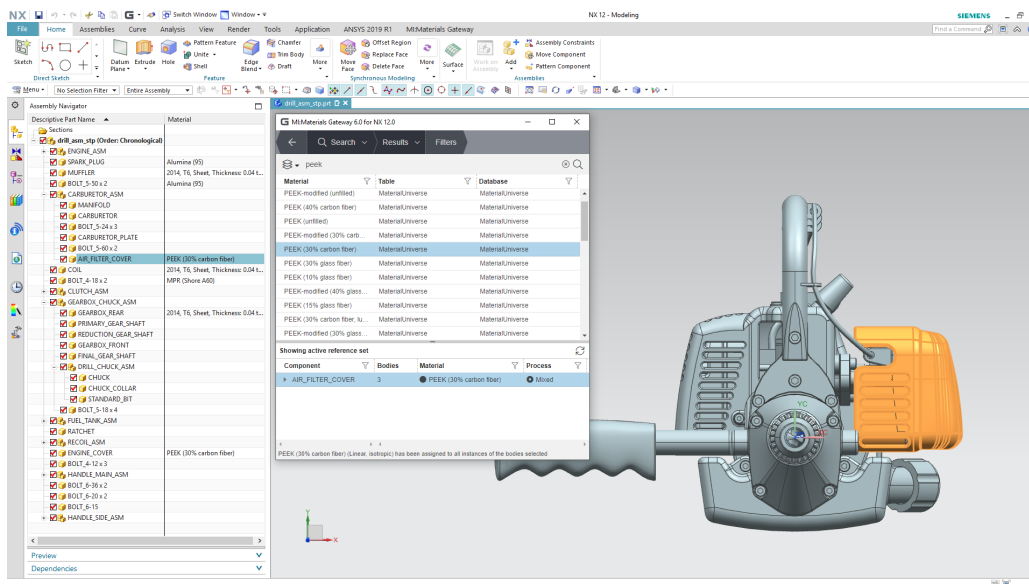 NX Switch Window Window NX 12 - Modeling SIEMENS
File Home Assemblies Curve Analysis View Render Tools Application ANSYS 2019 R1 MI:Materials Gateway Find a Command
Sketch
Direct Sketch
Datum Plane
Extrude
Hole
Pattern Feature
Unite
Shell
Edge Blend
Chamfer
Trim Body
Draft
More
Feature
Move Face
Offset Region
Replace Face
Delete Face
More
Synchronous Modeling
Surface
Work on Assembly
Add
Assembly Constraints
Move Component
Pattern Component
Assemblies
Menu No Selection Filter Entire Assembly
Assembly Navigator
Descriptive Part Name Material
Sections
drill_asm_stp (Order: Chronological)
ENGINE_ASM
SPARK_PLUG Alumina (95)
MUFFLER 2014, T6, Sheet, Thickness: 0.04 t...
BOLT_5-50 x 2 Alumina (95)
CARBURETOR_ASM
MANIFOLD
CARBURETOR
BOLT_5-24 x 3
CARBURETOR_PLATE
BOLT_5-60 x 2
AIR_FILTER_COVER PEEK (30% carbon fiber)
COIL 2014, T6, Sheet, Thickness: 0.04 t...
BOLT_4-18 x 2 MPR (Shore A60)
CLUTCH_ASM
GEARBOX_CHUCK_ASM
GEARBOX_REAR 2014, T6, Sheet, Thickness: 0.04 t...
PRIMARY_GEAR_SHAFT
REDUCTION_GEAR_SHAFT
GEARBOX_FRONT
FINAL_GEAR_SHAFT
DRILL_CHUCK_ASM
CHUCK
CHUCK_COLLAR
STANDARD_BIT
BOLT_5-18 x 4
FUEL_TANK_ASM
RATCHET
RECOIL_ASM
ENGINE_COVER PEEK (30% carbon fiber)
BOLT_4-12 x 3
HANDLE_MAIN_ASM
BOLT_6-36 x 2
BOLT_6-20 x 2
BOLT_6-15
HANDLE_SIDE_ASM
Preview
Dependencies
drill_asm_stp.prt
MI:Materials Gateway 6.0 for NX 12.0
Search Results Filters
peek
Material Table Database
PEEK-modified (unfilled) MaterialUniverse MaterialUniverse
PEEK (40% carbon fiber) MaterialUniverse MaterialUniverse
PEEK (unfilled) MaterialUniverse MaterialUniverse
PEEK-modified (30% carb... MaterialUniverse MaterialUniverse
PEEK (30% carbon fiber) MaterialUniverse MaterialUniverse
PEEK (30% glass fiber) MaterialUniverse MaterialUniverse
PEEK (10% glass fiber) MaterialUniverse MaterialUniverse
PEEK-modified (40% glass... MaterialUniverse MaterialUniverse
PEEK (15% glass fiber) MaterialUniverse MaterialUniverse
PEEK (30% carbon fiber, lu... MaterialUniverse MaterialUniverse
PEEK-modified (30% glass... MaterialUniverse MaterialUniverse
Showing active reference set
Component Bodies Material Process
AIR_FILTER_COVER 3 PEEK (30% carbon fiber) Mixed
PEEK (30% carbon fiber) (Linear, isotropic) has been assigned to all instances of the bodies selected
YC
Y
X